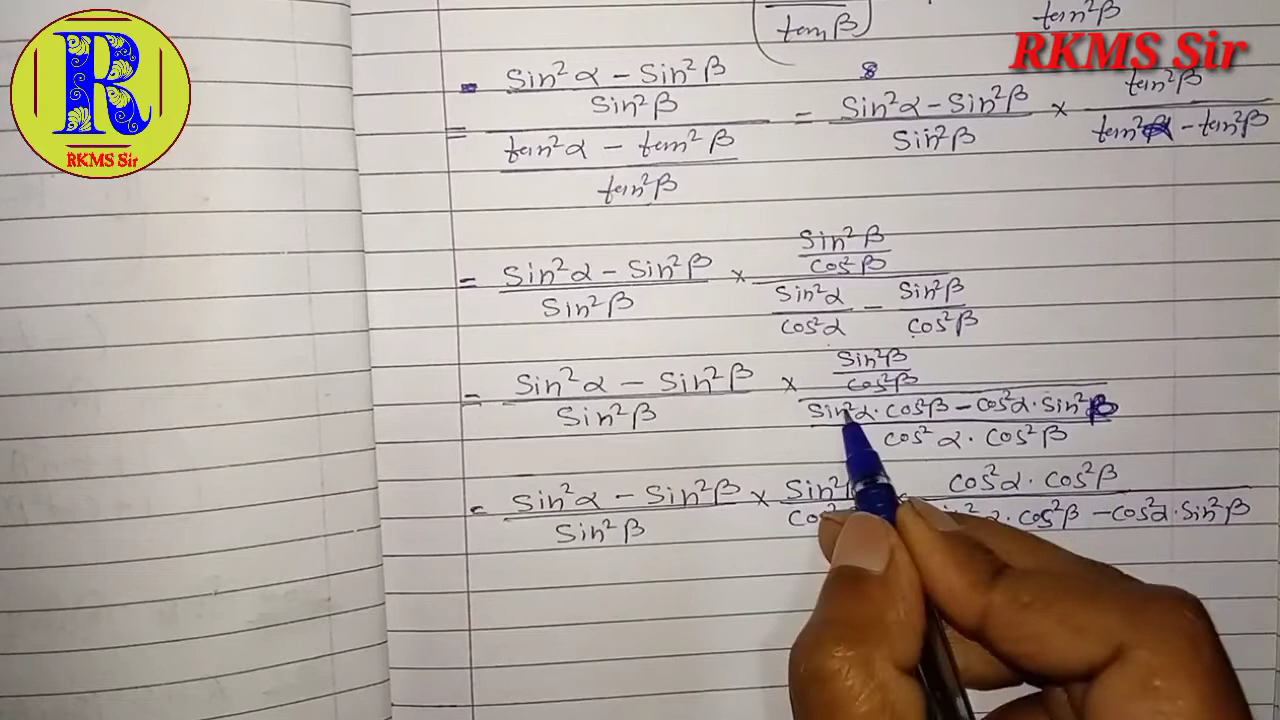 tan β tan²β
RKMS Sir
R
RKMS Sir
= (Sin²α − Sin²β / Sin²β) / (tan²α − tan²β / tan²β) = Sin²α − Sin²β / Sin²β × tan²β / tan²α − tan²β
= Sin²α − Sin²β / Sin²β × (Sin²β / cos²β) / (Sin²α / cos²α − Sin²β / cos²β)
= Sin²α − Sin²β / Sin²β × (Sin²β / cos²β) / (Sin²α · cos²β − cos²α · Sin²β / cos²α · cos²β)
= Sin²α − Sin²β / Sin²β × Sin² / cos² cos²α · cos²β / · cos²β − cos²α · Sin²β